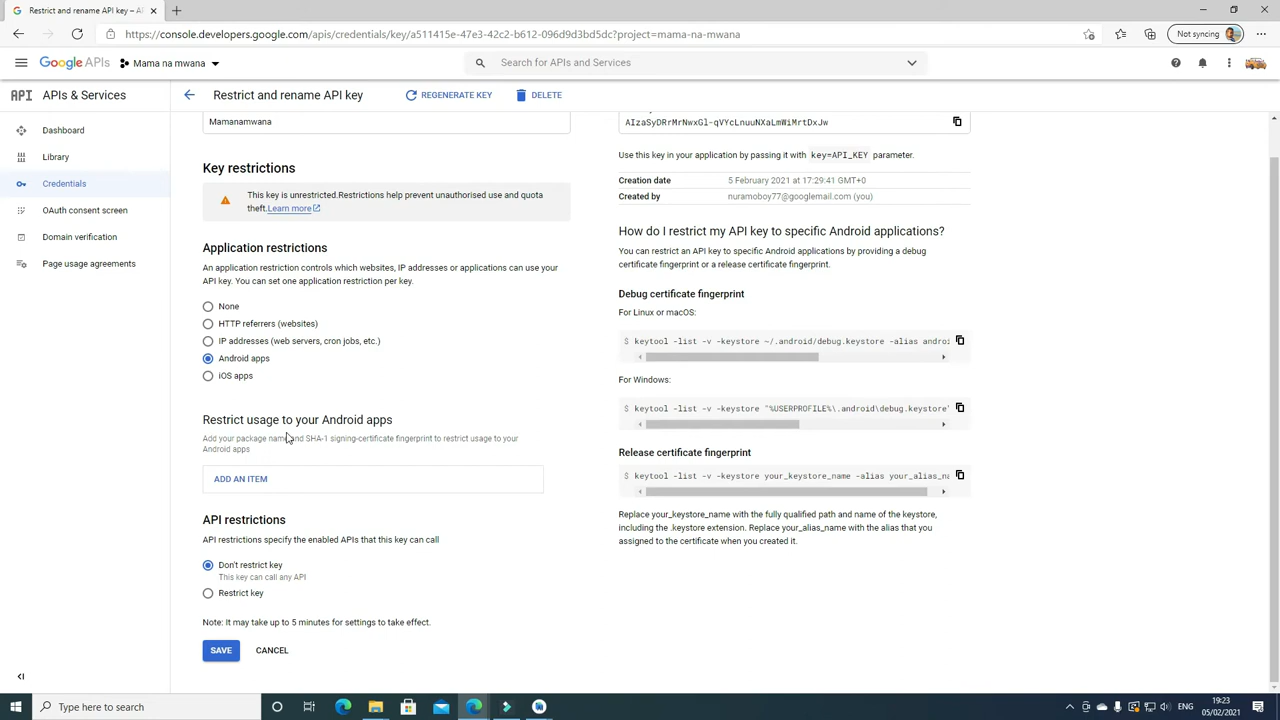 Restrict and rename API key – A
https://console.developers.google.com/apis/credentials/key/a511415e-47e3-42c2-b612-096d9d3bd5dc?project=mama-na-mwana
Not syncing
Google APIs
Mama na mwana
Search for APIs and Services
API APIs & Services
Restrict and rename API key
REGENERATE KEY
DELETE
Dashboard
Library
Credentials
OAuth consent screen
Domain verification
Page usage agreements
Mamanamwana
Key restrictions
This key is unrestricted.Restrictions help prevent unauthorised use and quota
theft.Learn more
Application restrictions
An application restriction controls which websites, IP addresses or applications can use your
API key. You can set one application restriction per key.
None
HTTP referrers (websites)
IP addresses (web servers, cron jobs, etc.)
Android apps
iOS apps
Restrict usage to your Android apps
Add your package name and SHA-1 signing-certificate fingerprint to restrict usage to your
Android apps
ADD AN ITEM
API restrictions
API restrictions specify the enabled APIs that this key can call
Don't restrict key
This key can call any API
Restrict key
Note: It may take up to 5 minutes for settings to take effect.
SAVE
CANCEL
AIzaSyDRrMrNwxGl-qVYcLnuuNXaLmWiMrtDxJw
Use this key in your application by passing it with key=API_KEY parameter.
Creation date 5 February 2021 at 17:29:41 GMT+0
Created by nuramoboy77@googlemail.com (you)
How do I restrict my API key to specific Android applications?
You can restrict an API key to specific Android applications by providing a debug
certificate fingerprint or a release certificate fingerprint.
Debug certificate fingerprint
For Linux or macOS:
$ keytool -list -v -keystore ~/.android/debug.keystore -alias androi
For Windows:
$ keytool -list -v -keystore "%USERPROFILE%\.android\debug.keystore"
Release certificate fingerprint
$ keytool -list -v -keystore your_keystore_name -alias your_alias_na
Replace your_keystore_name with the fully qualified path and name of the keystore,
including the .keystore extension. Replace your_alias_name with the alias that you
assigned to the certificate when you created it.
Type here to search
ENG
19:23
05/02/2021